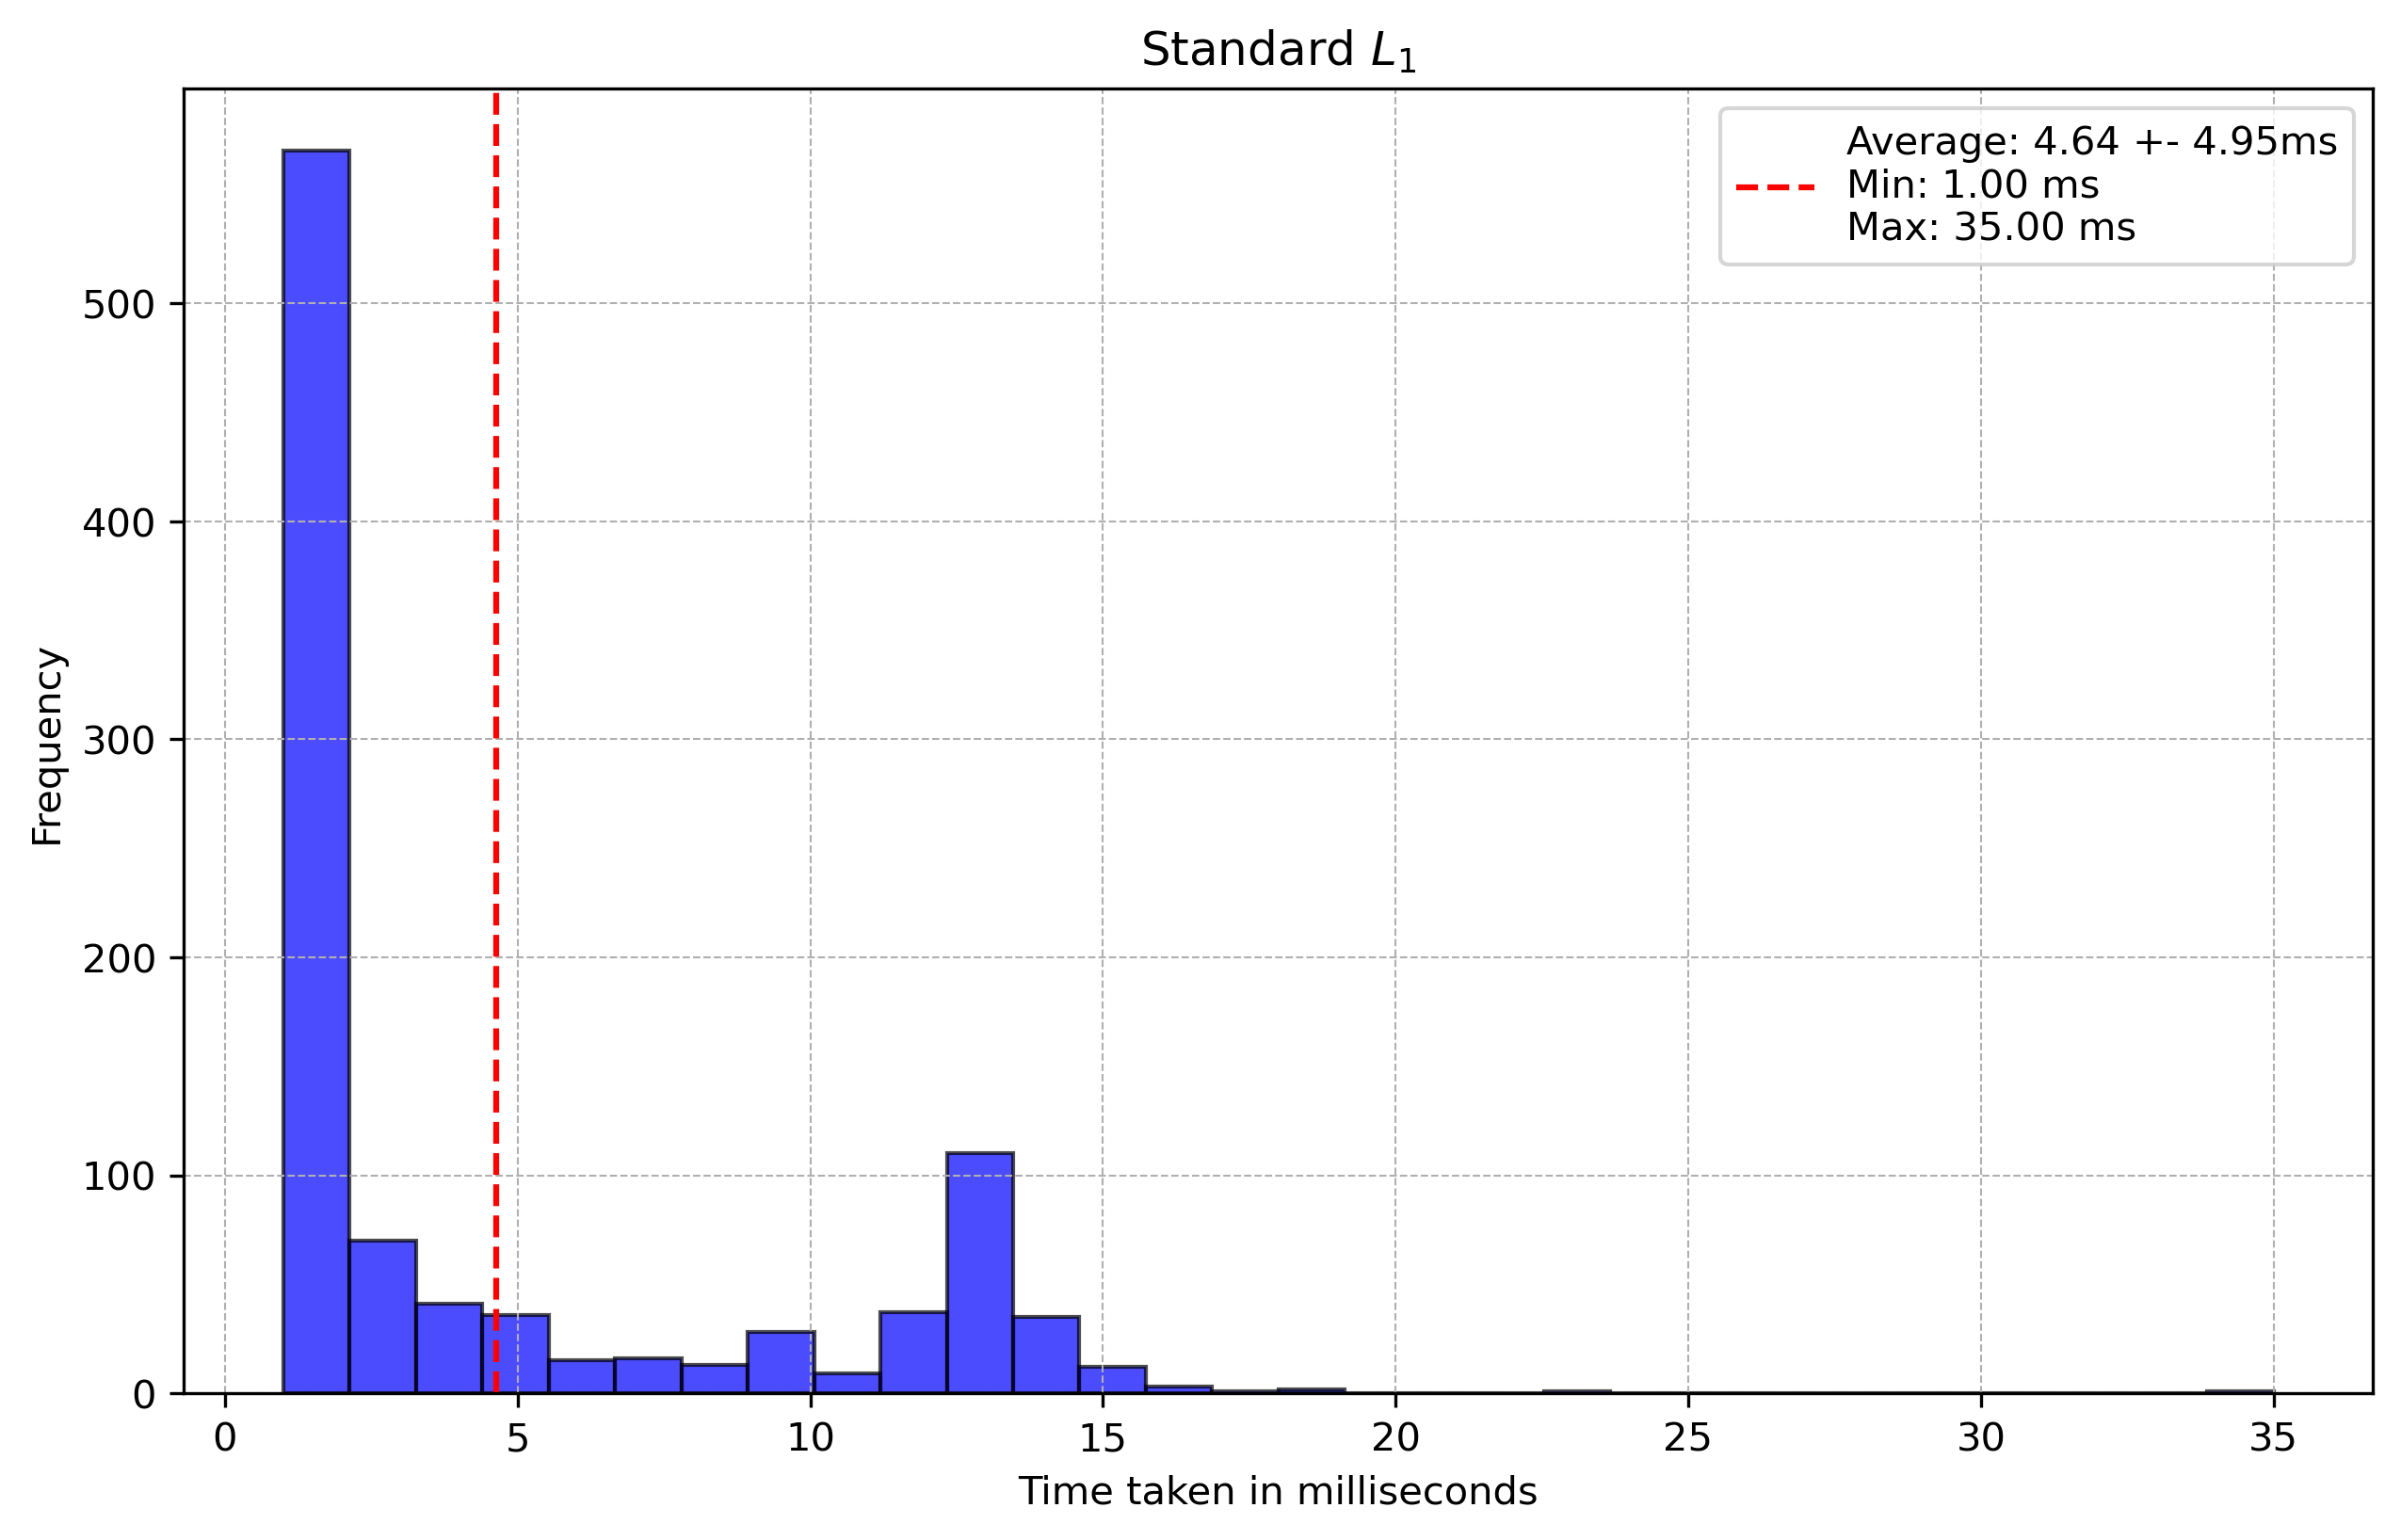 Standard L₁
Average: 4.64 +- 4.95ms
Min: 1.00 ms
Max: 35.00 ms
500
400
300
200
100
0
Frequency
0 5 10 15 20 25 30 35
Time taken in milliseconds